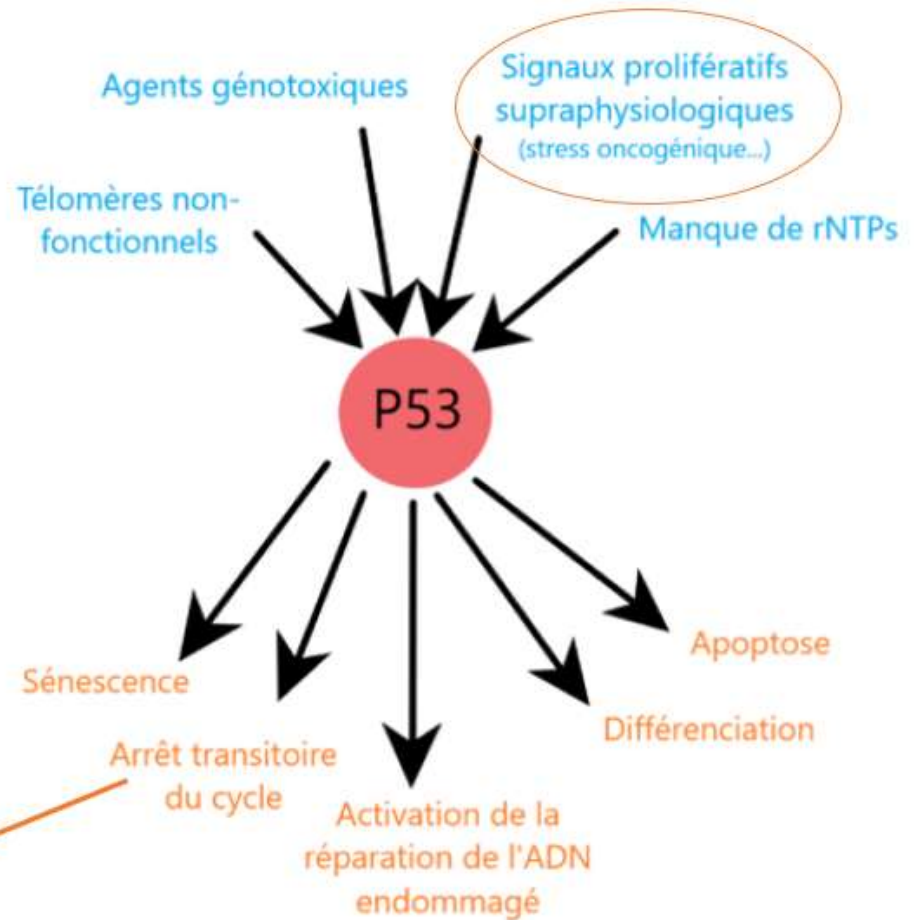 Signaux prolifératifs
supraphysiologiques
(stress oncogénique...)
Agents génotoxiques
Télomères non-
fonctionnels
Manque de rNTPs
P53
Sénescence
Arrêt transitoire
du cycle
Activation de la
réparation de l'ADN
endommagé
Différenciation
Apoptose